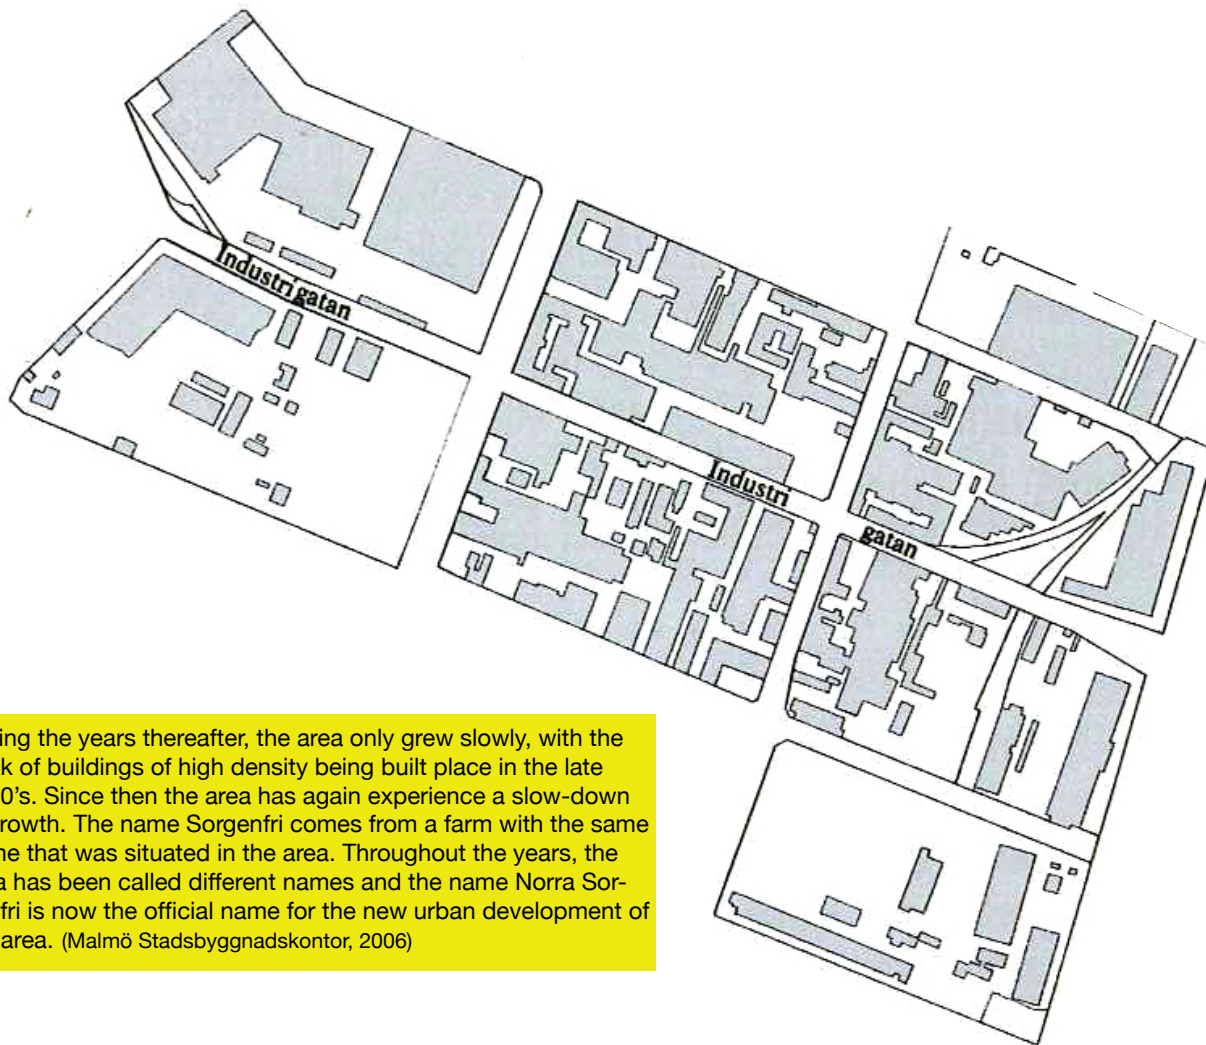 Industrigatan
Industri
gatan
ing the years thereafter, the area only grew slowly, with the
k of buildings of high density being built place in the late
0's. Since then the area has again experience a slow-down
rowth. The name Sorgenfri comes from a farm with the same
ne that was situated in the area. Throughout the years, the
a has been called different names and the name Norra Sor-
fri is now the official name for the new urban development of
area. (Malmö Stadsbyggnadskontor, 2006)